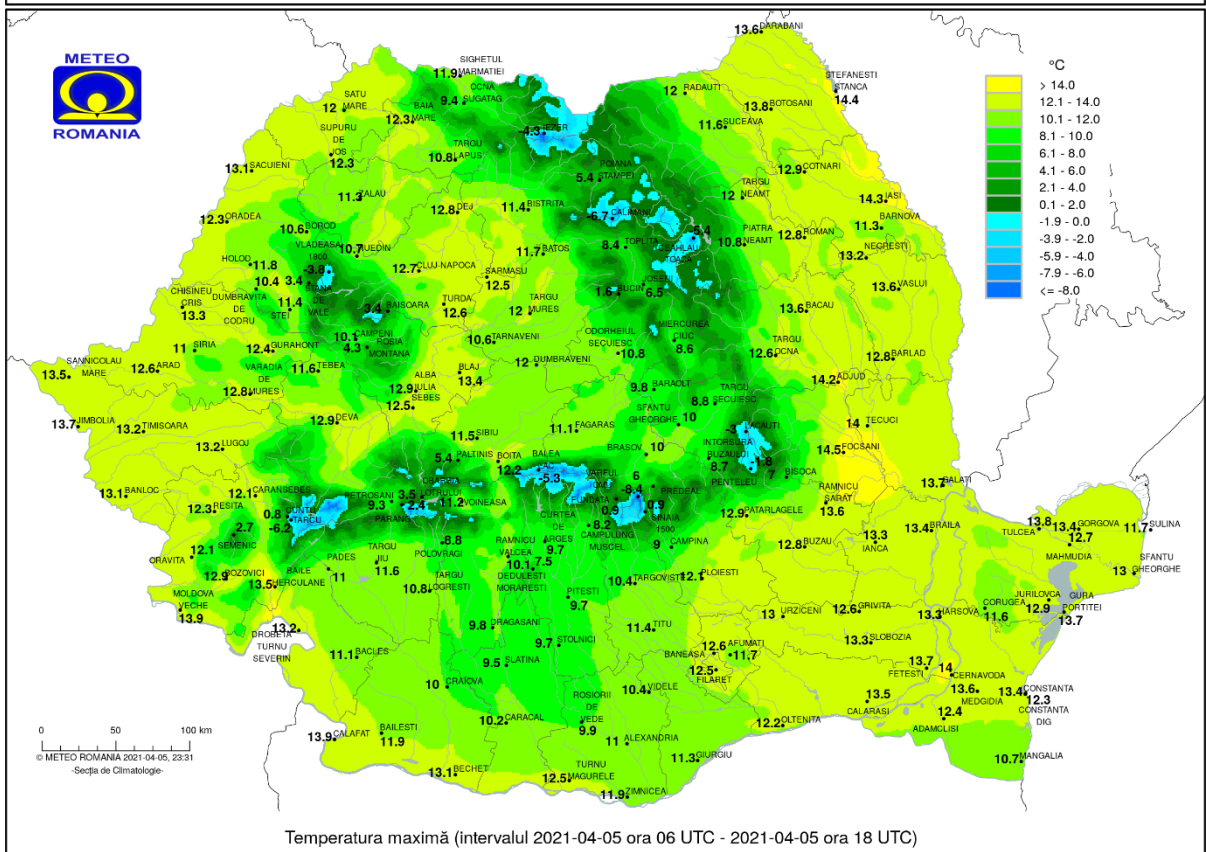 METEO
ROMANIA
°C
> 14.0
12.1 - 14.0
10.1 - 12.0
8.1 - 10.0
6.1 - 8.0
4.1 - 6.0
2.1 - 4.0
0.1 - 2.0
-1.9 - 0.0
-3.9 - -2.0
-5.9 - -4.0
-7.9 - -6.0
<= -8.0
13.6 DARABANI
SIGHETUL
11.9 MARMATIEI
OCNA
9.4 SUGATAG
STEFANESTI
STANCA
14.4
12 RADAUTI
SATU
12 MARE
BAIA
12.3 MARE
13.8 BOTOSANI
11.6 SUCEAVA
-4.3 IEZER
SUPURU
DE
JOS
12.3
TARGU
10.8 LAPUS
13.1 SACUIENI
POIANA
5.4 STAMPEI
12.9 COTNARI
11.3 ZALAU
TARGU
12 NEAMT
14.3 IASI
12.3 ORADEA
12.8 DEJ
11.4 BISTRITA
-6.7 CALIMANI
BARNOVA
11.3
10.6 BOROD
VLADEASA
1800
-3.8
10.7 HUEDIN
11.7 BATOS
8.4 TOPLITA
-5.4
CEAHLAU
TOACA
PIATRA
10.8 NEAMT
12.8 ROMAN
NEGRESTI
13.2
HOLOD
11.8
10.4
DUMBRAVITA
DE
CODRU
3.4
STANA
DE
VALE
12.7 CLUJ-NAPOCA
SARMASU
12.5
1.6 BUCIN
JOSENI
6.5
13.6 VASLUI
CHISINEU
CRIS
13.3
11.4
STEI
3.4 BAISOARA
TURDA
12.6
TARGU
12 MURES
13.6 BACAU
10.1 CAMPENI
4.3 ROSIA
MONTANA
10.6 TARNAVENI
ODORHEIUL
SECUIESC
10.8
MIERCUREA
CIUC
8.6
TARGU
12.6 OCNA
12.8 BARLAD
SIRIA
11
12.4 GURAHONT
SANNICOLAU
13.5 MARE
12.6 ARAD
VARADIA
DE
12.8 MURES
11.6 TEBEA
ALBA
12.9 IULIA
BLAJ
13.4
12 DUMBRAVENI
12.5 SEBES
9.8 BARAOLT
TARGU
8.8 SECUIESC
14.2 ADJUD
13.7 JIMBOLIA
13.2 TIMISOARA
12.9 DEVA
SFANTU
GHEORGHE 10
14 TECUCI
13.2 LUGOJ
11.5 SIBIU
11.1 FAGARAS
BRASOV 10
-3 LACAUTI
14.5 FOCSANI
5.4 PALTINIS
BOITA
12.2
BALEA
LAC
-5.3
VARFUL
OMU
-8.4
INTORSURA
BUZAULUI
8.7
-1.8
PENTELEU
BISOCA
7
13.1 BANLOC
12.1 CARANSEBES
12.3 RESITA
0.8 CUNTU
TARCU
-6.2
PETROSANI
9.3
3.5
OBARSIA
LOTRULUI
PARANG -2.4
11.2 VOINEASA
FUNDATA
0.9
6
PREDEAL
0.9
SINAIA
1500
RAMNICU
SARAT
13.6
13.7 GALATI
12.9 PATARLAGELE
2.7
SEMENIC
8.8
POLOVRAGI
CURTEA
DE
ARGES
9.7
8.2
CAMPULUNG
MUSCEL
9 CAMPINA
12.8 BUZAU
13.3
IANCA
13.4 BRAILA
13.8
TULCEA
13.4 GORGOVA
12.7
MAHMUDIA
11.7 SULINA
12.1
ORAVITA
PADES
11
TARGU
JIU
11.6
RAMNICU
VALCEA
10.1
7.5
DEDULESTI
MORARESTI
SFANTU
13 GHEORGHE
12.9 BOZOVICI
BAILE
13.5 HERCULANE
TARGU
10.8 LOGRESTI
10.4 TARGOVISTE
12.1 PLOIESTI
MOLDOVA
VECHE
13.9
PITESTI
9.7
13 URZICENI
12.6 GRIVITA
13.3 HARSOVA
CORUGEA
11.6
JURILOVCA
12.9
GURA
PORTITEI
13.7
13.2
DROBETA
TURNU
SEVERIN
9.8 DRAGASANI
9.7 STOLNICI
11.4 TITU
13.3 SLOBOZIA
11.1 BACLES
9.5 SLATINA
BANEASA
12.6 AFUMATI
11.7
12.5
FILARET
13.7
FETESTI
14
CERNAVODA
10 CRAIOVA
10.4 VIDELE
13.5
CALARASI
13.6
MEDGIDIA
13.4 CONSTANTA
12.3
CONSTANTA
DIG
10.2 CARACAL
ROSIORII
DE
VEDE
9.9
12.2 OLTENITA
12.4
ADAMCLISI
13.9 CALAFAT
BAILESTI
11.9
11 ALEXANDRIA
11.3 GIURGIU
10.7 MANGALIA
13.1 BECHET
TURNU
12.5 MAGURELE
11.9 ZIMNICEA
0 50 100 km
© METEO ROMANIA 2021-04-05, 23:31
-Secția de Climatologie-
Temperatura maximă (intervalul 2021-04-05 ora 06 UTC - 2021-04-05 ora 18 UTC)